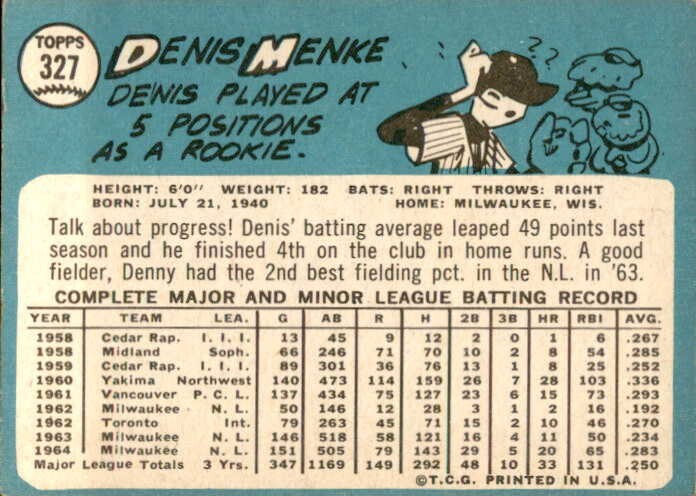 TOPPS
327
DENIS MENKE
DENIS PLAYED AT
5 POSITIONS
AS A ROOKIE.
??
HEIGHT: 6'0" WEIGHT: 182 BATS: RIGHT THROWS: RIGHT
BORN: JULY 21, 1940 HOME: MILWAUKEE, WIS.
Talk about progress! Denis' batting average leaped 49 points last
season and he finished 4th on the club in home runs. A good
fielder, Denny had the 2nd best fielding pct. in the N.L. in '63.
COMPLETE MAJOR AND MINOR LEAGUE BATTING RECORD
YEAR TEAM LEA. G AB R H 2B 3B HR RBI AVG.
1958 Cedar Rap. I. I. I. 13 45 9 12 2 0 1 6 .267
1958 Midland Soph. 66 246 71 70 10 2 8 54 .285
1959 Cedar Rap. I. I. I. 89 301 36 76 13 1 8 25 .252
1960 Yakima Northwest 140 473 114 159 26 7 28 103 .336
1961 Vancouver P. C. L. 137 434 75 127 23 6 15 73 .293
1962 Milwaukee N. L. 50 146 12 28 3 1 2 16 .192
1962 Toronto Int. 79 263 45 71 15 2 10 46 .270
1963 Milwaukee N. L. 146 518 58 121 16 4 11 50 .234
1964 Milwaukee N. L. 151 505 79 143 29 5 20 65 .283
Major League Totals 3 Yrs. 347 1169 149 292 48 10 33 131 .250
©T.C.G. PRINTED IN U.S.A.